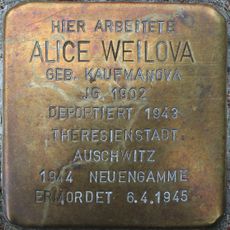 HIER ARBEITETE
ALICE WEILOVA
GEB. KAUFMANOVA
JG. 1902
DEPORTIERT 1943
THERESIENSTADT
AUSCHWITZ
1944 NEUENGAMME
ERMORDET 6.4.1945